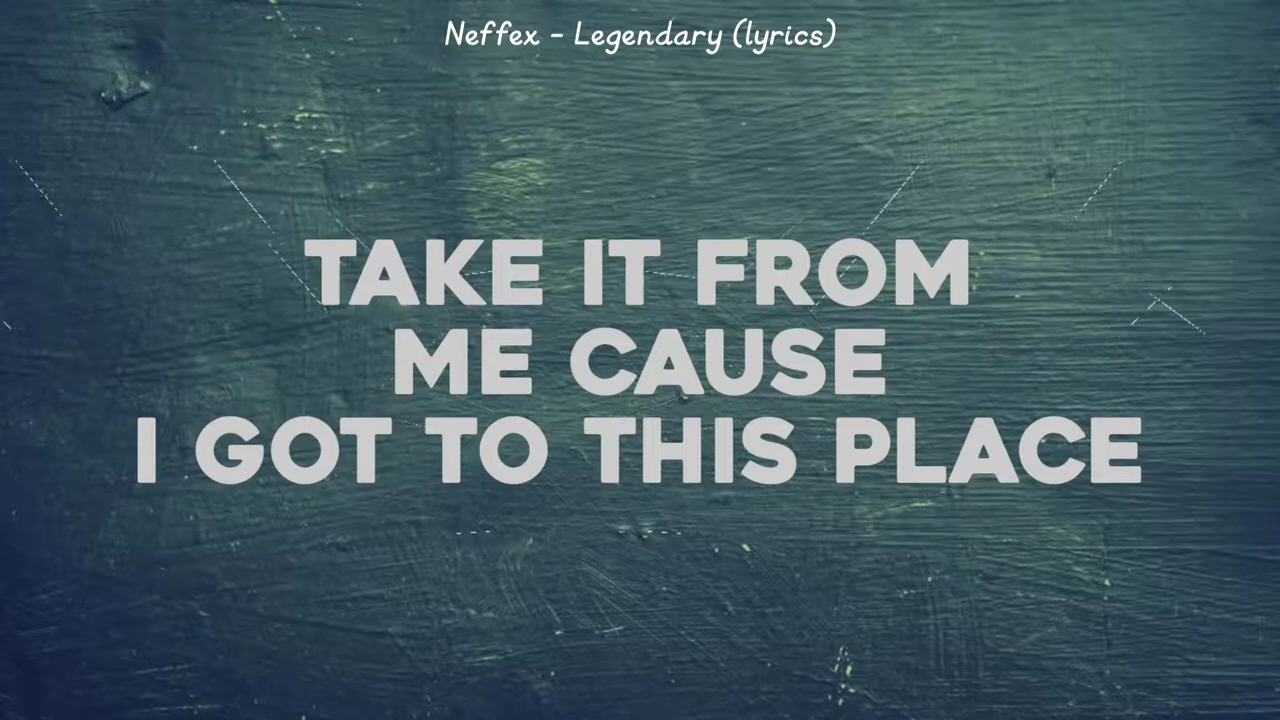 Neffex - Legendary (lyrics)
TAKE IT FROM
ME CAUSE
I GOT TO THIS PLACE